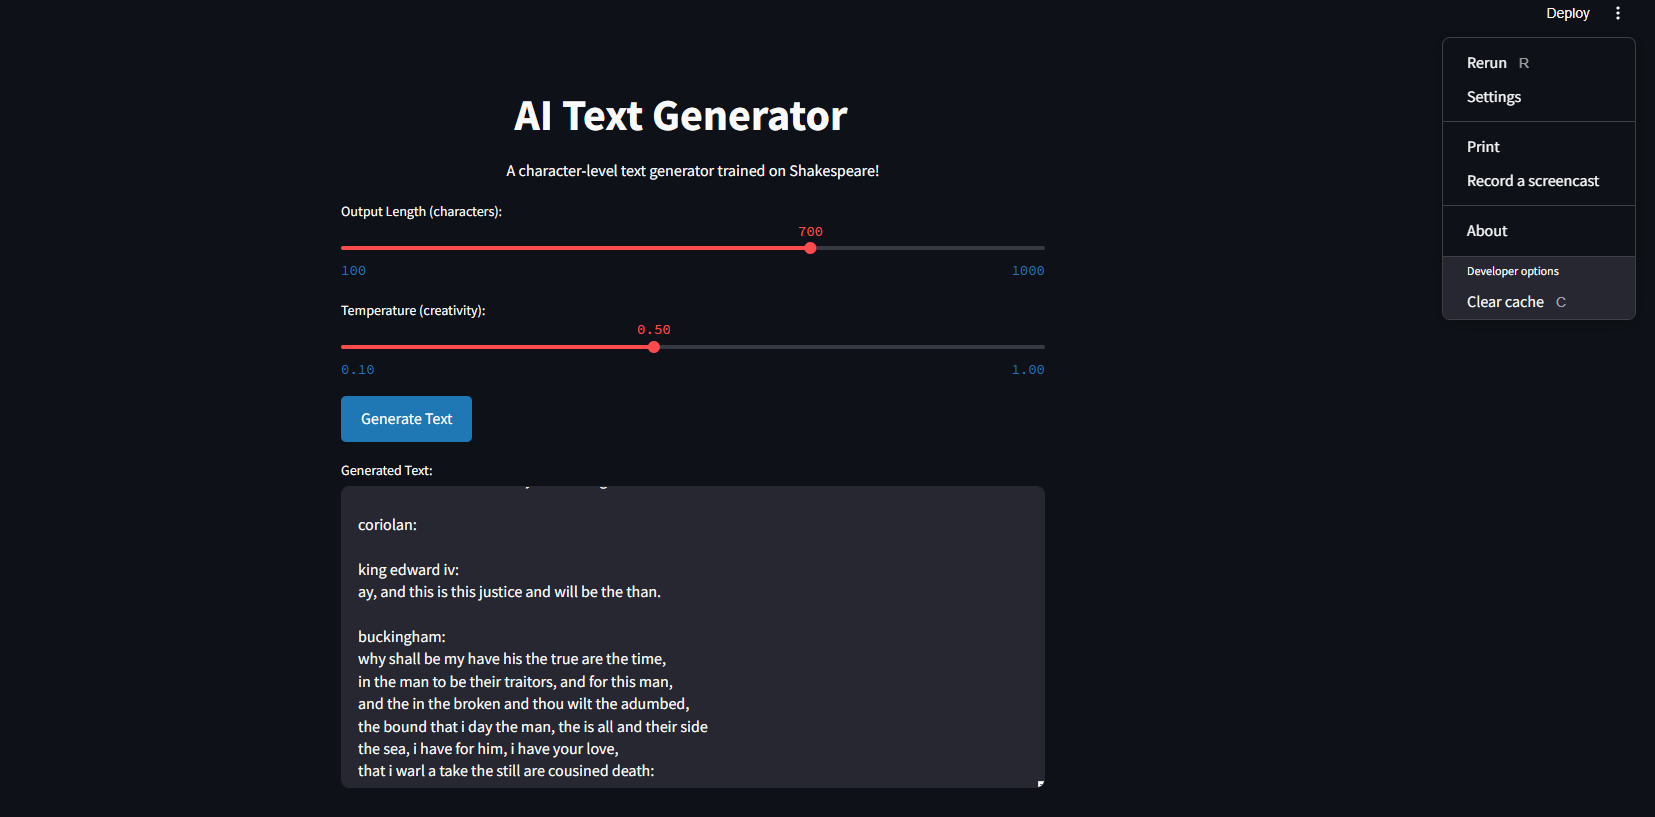 Deploy
Rerun R
Settings
Print
Record a screencast
About
Developer options
Clear cache C
AI Text Generator
A character-level text generator trained on Shakespeare!
Output Length (characters):
700
100 1000
Temperature (creativity):
0.50
0.10 1.00
Generate Text
Generated Text:
coriolan:
king edward iv:
ay, and this is this justice and will be the than.
buckingham:
why shall be my have his the true are the time,
in the man to be their traitors, and for this man,
and the in the broken and thou wilt the adumbed,
the bound that i day the man, the is all and their side
the sea, i have for him, i have your love,
that i warl a take the still are cousined death: